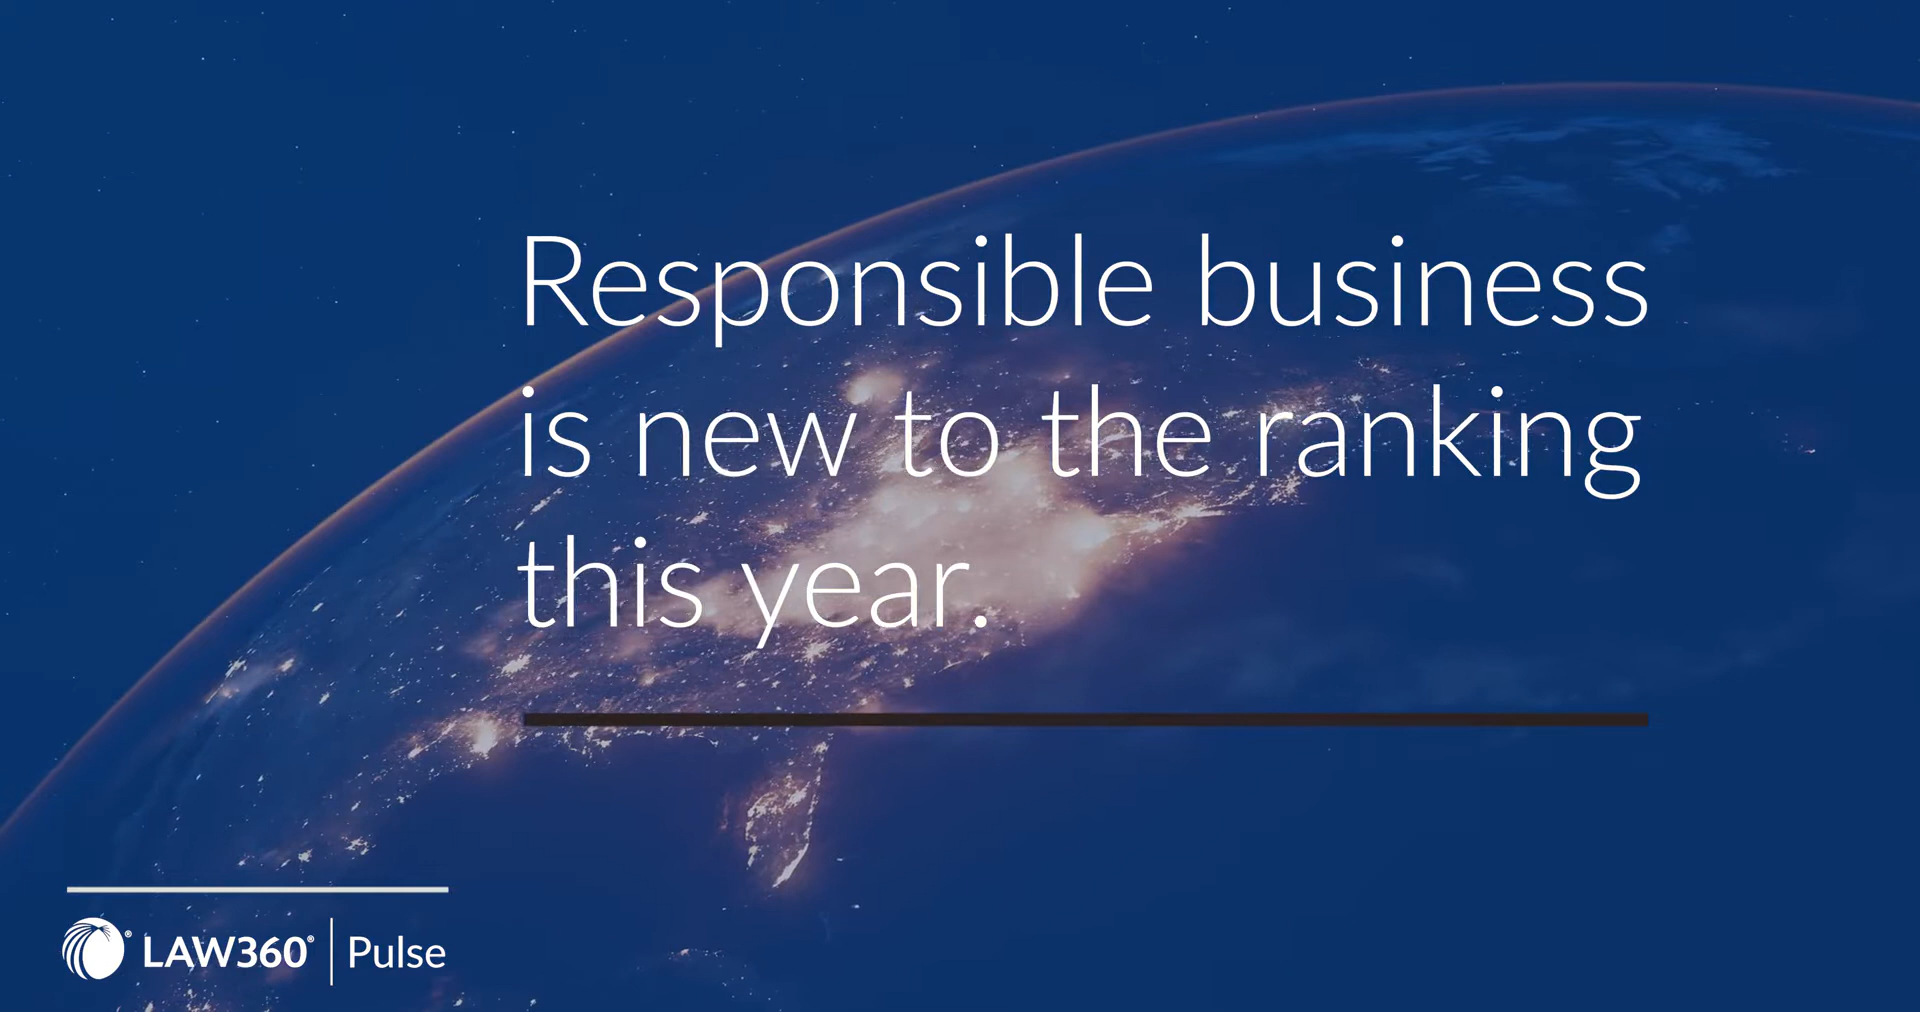 Responsible business
is new to the ranking
this year.
LAW360® | Pulse